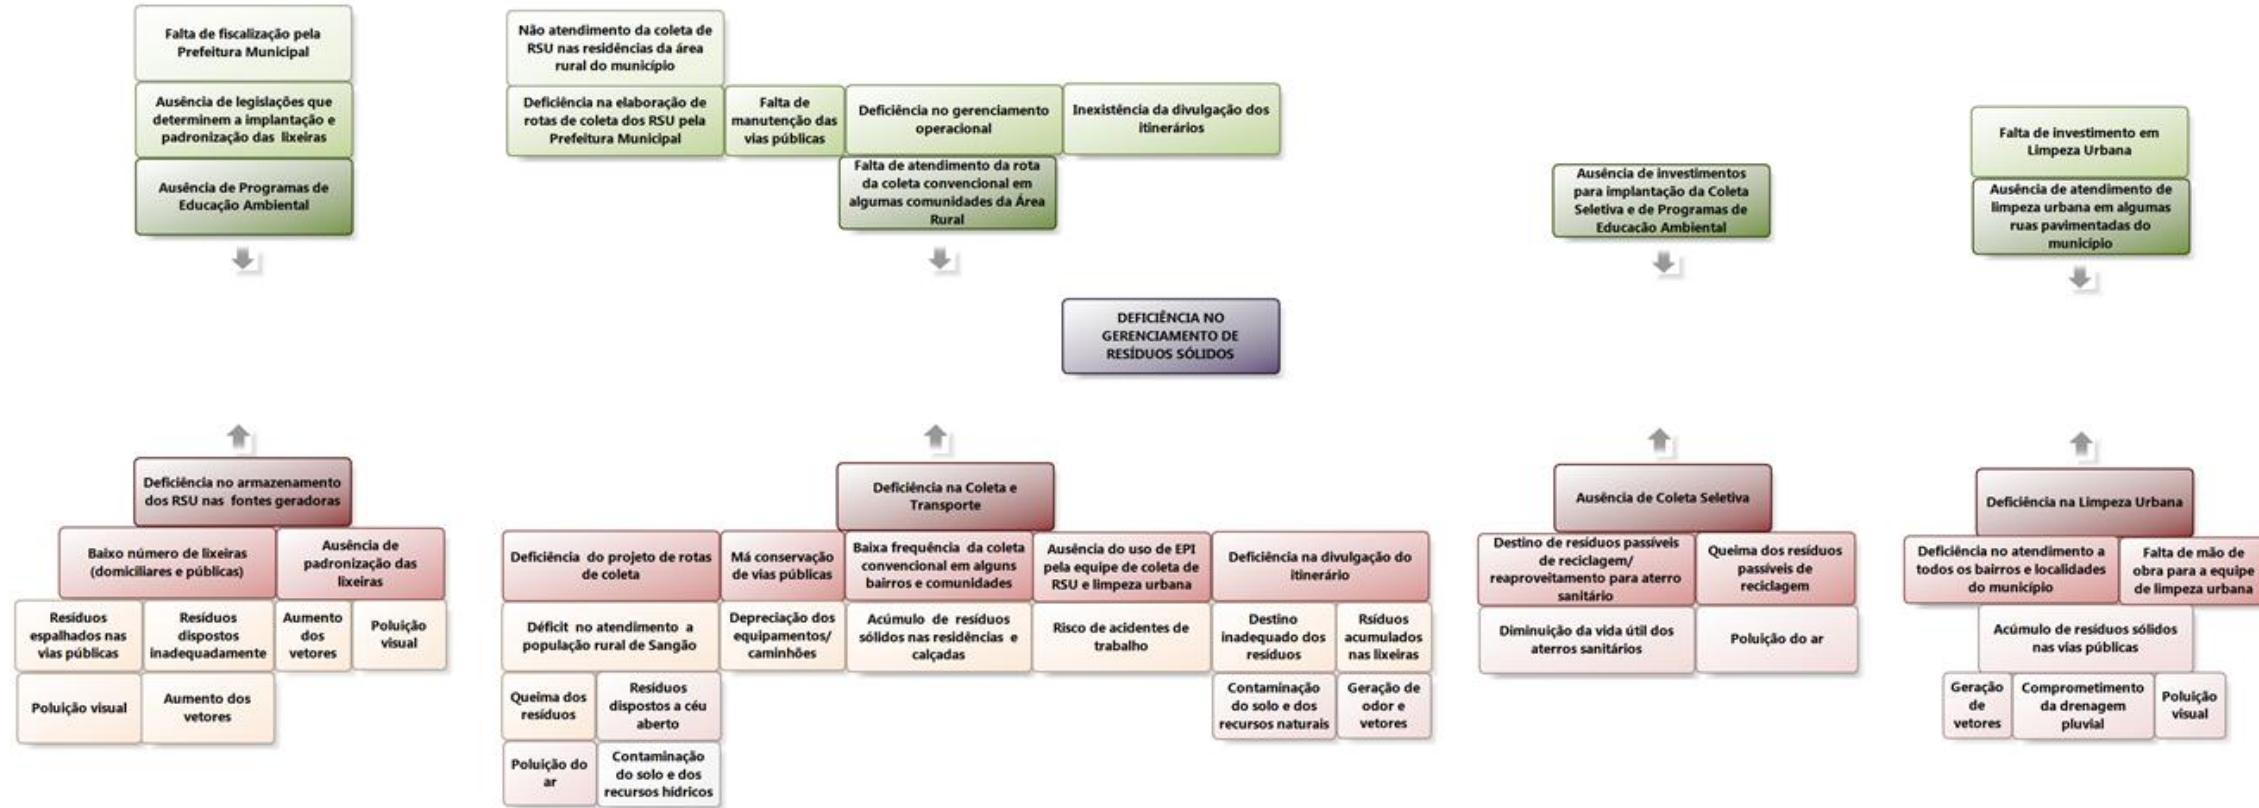 Falta de fiscalização pela
Prefeitura Municipal
Ausência de legislações que
determinem a implantação e
padronização das lixeiras
Ausência de Programas de
Educação Ambiental
Não atendimento da coleta de
RSU nas residências da área
rural do município
Deficiência na elaboração de
rotas de coleta dos RSU pela
Prefeitura Municipal
Falta de
manutenção das
vias públicas
Deficiência no gerenciamento
operacional
Inexistência da divulgação dos
itinerários
Falta de atendimento da rota
da coleta convencional em
algumas comunidades da Área
Rural
Ausência de investimentos
para implantação da Coleta
Seletiva e de Programas de
Educação Ambiental
Falta de investimento em
Limpeza Urbana
Ausência de atendimento de
limpeza urbana em algumas
ruas pavimentadas do
município
DEFICIÊNCIA NO
GERENCIAMENTO DE
RESÍDUOS SÓLIDOS
Deficiência no armazenamento
dos RSU nas fontes geradoras
Baixo número de lixeiras
(domiciliares e públicas)
Ausência de
padronização das
lixeiras
Resíduos
espalhados nas
vias públicas
Resíduos
dispostos
inadequadamente
Aumento
dos
vetores
Poluição
visual
Poluição visual
Aumento dos
vetores
Deficiência na Coleta e
Transporte
Deficiência do projeto de rotas
de coleta
Má conservação
de vias públicas
Baixa frequência da coleta
convencional em alguns
bairros e comunidades
Ausência do uso de EPI
pela equipe de coleta de
RSU e limpeza urbana
Deficiência na divulgação do
itinerário
Déficit no atendimento a
população rural de Sangão
Depreciação dos
equipamentos/
caminhões
Acúmulo de resíduos
sólidos nas residências e
calçadas
Risco de acidentes de
trabalho
Destino
inadequado dos
resíduos
Rsíduos
acumulados
nas lixeiras
Queima dos
resíduos
Resíduos
dispostos a céu
aberto
Contaminação
do solo e dos
recursos naturais
Geração de
odor e
vetores
Poluição do
ar
Contaminação
do solo e dos
recursos hídricos
Ausência de Coleta Seletiva
Destino de resíduos passíveis
de reciclagem/
reaproveitamento para aterro
sanitário
Queima dos resíduos
passíveis de
reciclagem
Diminuição da vida útil dos
aterros sanitários
Poluição do ar
Deficiência na Limpeza Urbana
Deficiência no atendimento a
todos os bairros e localidades
do município
Falta de mão de
obra para a equipe
de limpeza urbana
Acúmulo de resíduos sólidos
nas vias públicas
Geração
de
vetores
Comprometimento
da drenagem
pluvial
Poluição
visual